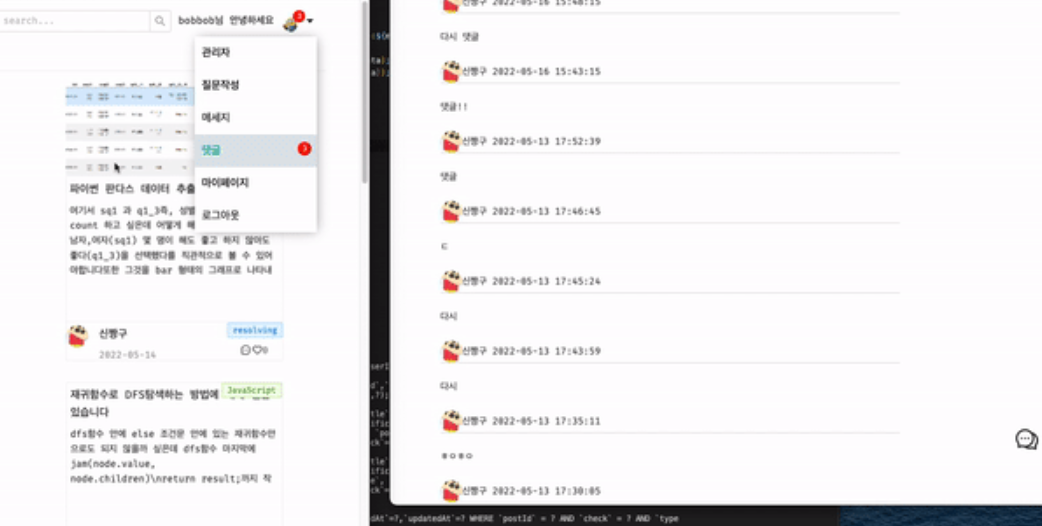 search...
bobbob님 안녕하세요
3
관리자
질문작성
메세지
댓글
3
마이페이지
로그아웃
파이썬 판다스 데이터 추출
여기서 sq1 과 q1_3즉, 성별
count 하고 싶은데 어떻게 해
남자,여자(sq1) 몇 명이 해도 좋고 하지 않아도
좋다(q1_3)을 선택했다를 직관적으로 볼 수 있어
야합니다또한 그것을 bar 형태의 그래프로 나타내
신짱구
resolving
2022-05-14
0
JavaScript
재귀함수로 DFS탐색하는 방법에
있습니다
dfs함수 안에 else 조건문 안에 있는 재귀함수만
으로도 되지 않을까 싶은데 dfs함수 마지막에
jam(node.value,
node.children)\nreturn result;까지 작
신짱구 2022-05-16 15:48:15
다시 댓글
신짱구 2022-05-16 15:43:15
댓글!!
신짱구 2022-05-13 17:52:39
댓글
신짱구 2022-05-13 17:46:45
ㄷ
신짱구 2022-05-13 17:45:24
다시
신짱구 2022-05-13 17:43:59
다시
신짱구 2022-05-13 17:35:11
ㅎㅇㅎㅇ
신짱구 2022-05-13 17:30:05
dAt`=?,`updatedAt`=? WHERE `postId` = ? AND `check` = ? AND `type